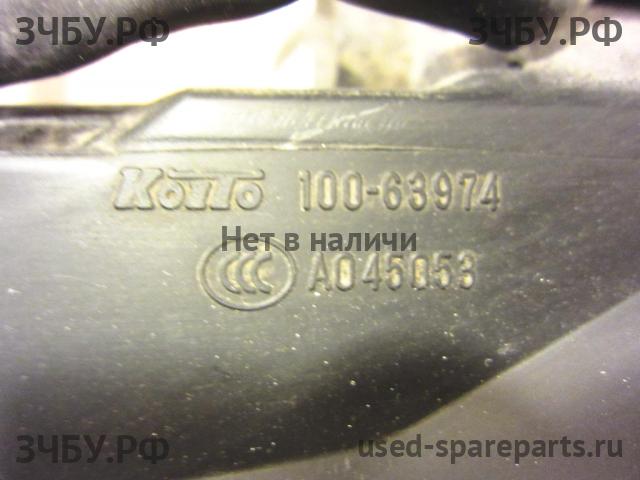 ЗЧБУ.РФ
ЗЧБУ.РФ
KOITO 100-63974
Нет в наличи
CCC A045053
ЗЧБУ.РФ
used-spareparts.ru